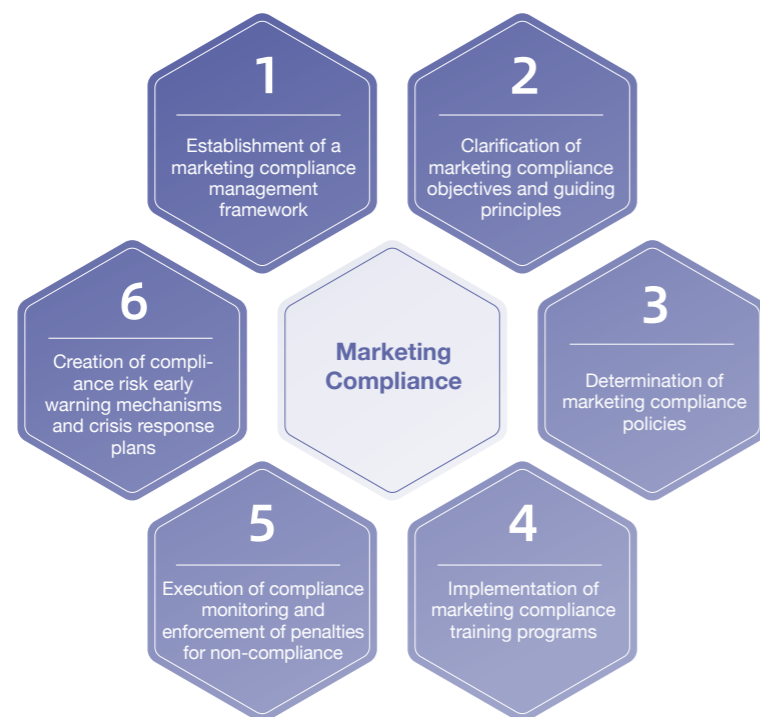 1
Establishment of a
marketing compliance
management
framework
2
Clarification of
marketing compliance
objectives and guiding
principles
3
Determination of
marketing compliance
policies
4
Implementation of
marketing compliance
training programs
5
Execution of compliance
monitoring and
enforcement of penalties
for non-compliance
6
Creation of compli-
ance risk early
warning mechanisms
and crisis response
plans
Marketing
Compliance